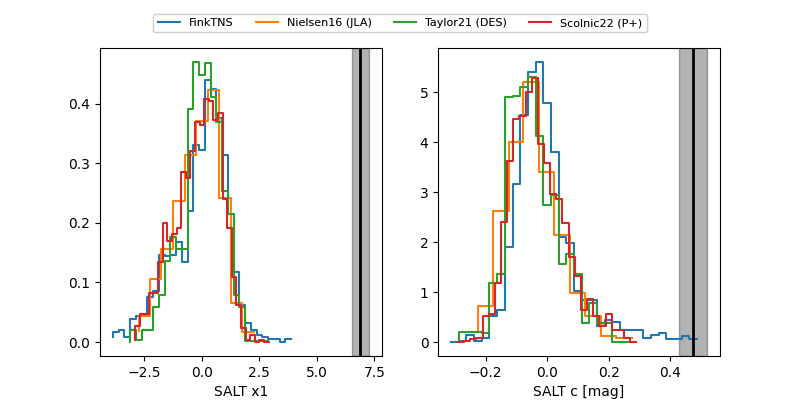 FinkTNS Nielsen16 (JLA) Taylor21 (DES) Scolnic22 (P+)
0.4
0.3
0.2
0.1
0.0
−2.5 0.0 2.5 5.0 7.5
SALT x1
5
4
3
2
1
0
−0.2 0.0 0.2 0.4
SALT c [mag]